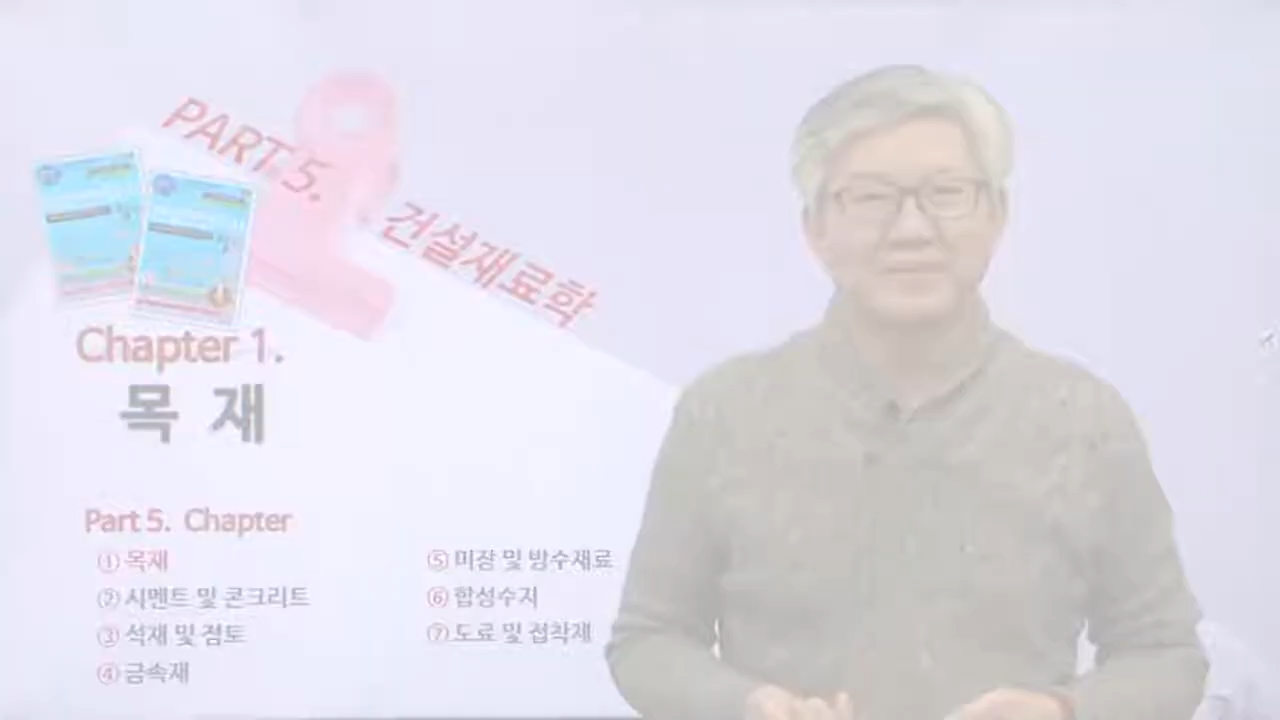 PART 5. 건설재료학
Chapter 1.
목 재
Part 5. Chapter
① 목재
② 시멘트 및 콘크리트
③ 석재 및 점토
④ 금속재
⑤ 미장 및 방수재료
⑥ 합성수지
⑦ 도료 및 접착제